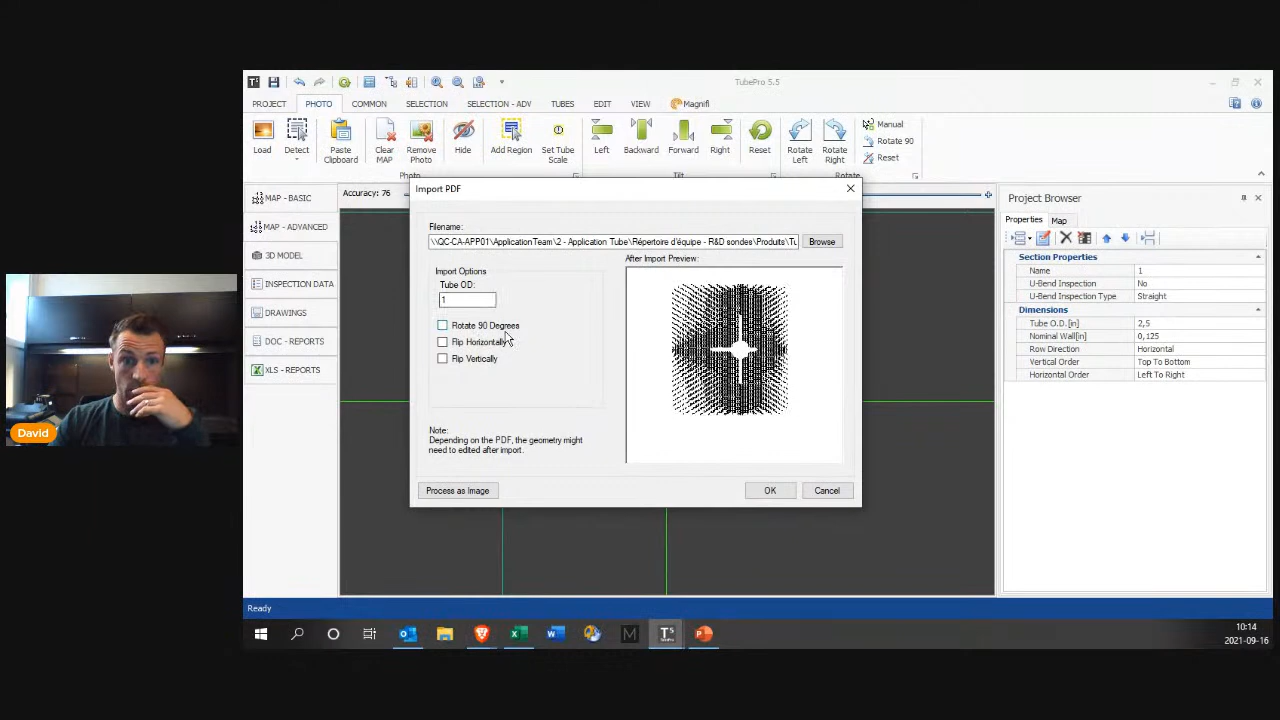 TubePro 5.5
PROJECT PHOTO COMMON SELECTION SELECTION - ADV TUBES EDIT VIEW Magnifi
Load Detect Paste Clipboard Clear MAP Remove Photo Hide Add Region Set Tube Scale Left Backward Forward Right Reset Rotate Left Rotate Right
Manual
Rotate 90
Reset
Photo Tilt Rotate
MAP - BASIC
MAP - ADVANCED
3D MODEL
INSPECTION DATA
DRAWINGS
DOC - REPORTS
XLS - REPORTS
Accuracy: 76
Import PDF
Filename:
\\QC-CA-APP01\ApplicationTeam\2 - Application Tube\Répertoire d'équipe - R&D sondes\Produits\Tu
Browse
Import Options
Tube OD:
1
Rotate 90 Degrees
Flip Horizontally
Flip Vertically
After Import Preview:
Note:
Depending on the PDF, the geometry might
need to edited after import.
Process as Image
OK Cancel
Project Browser
Properties Map
Section Properties
Name 1
U-Bend Inspection No
U-Bend Inspection Type Straight
Dimensions
Tube O.D.[in] 2,5
Nominal Wall[in] 0,125
Row Direction Horizontal
Vertical Order Top To Bottom
Horizontal Order Left To Right
David
Ready
10:14
2021-09-16